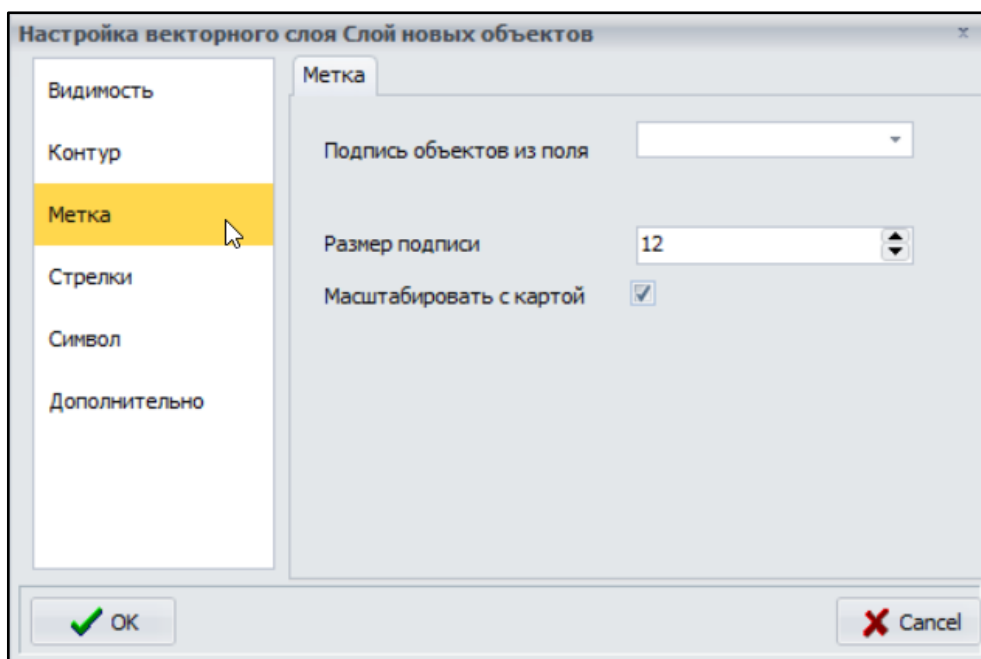 Настройка векторного слоя Слой новых объектов
Видимость
Контур
Метка
Стрелки
Символ
Дополнительно
Метка
Подпись объектов из поля
Размер подписи 12
Масштабировать с картой
OK
Cancel